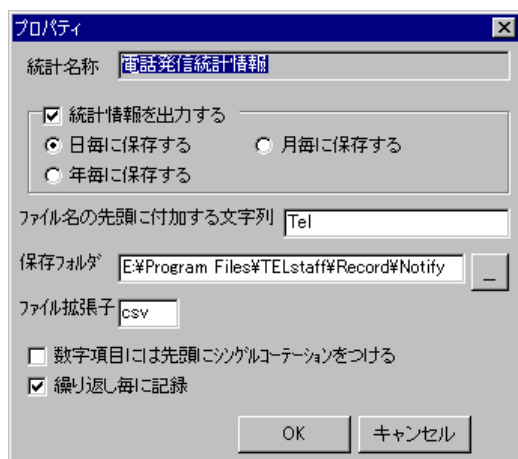 プロパティ
統計名称 電話発信統計情報
統計情報を出力する
日毎に保存する 月毎に保存する
年毎に保存する
ファイル名の先頭に付加する文字列 Tel
保存フォルダ E:¥Program Files¥TELstaff¥Record¥Notify _
ファイル拡張子 csv
数字項目には先頭にシングルコーテーションをつける
繰り返し毎に記録
OK キャンセル